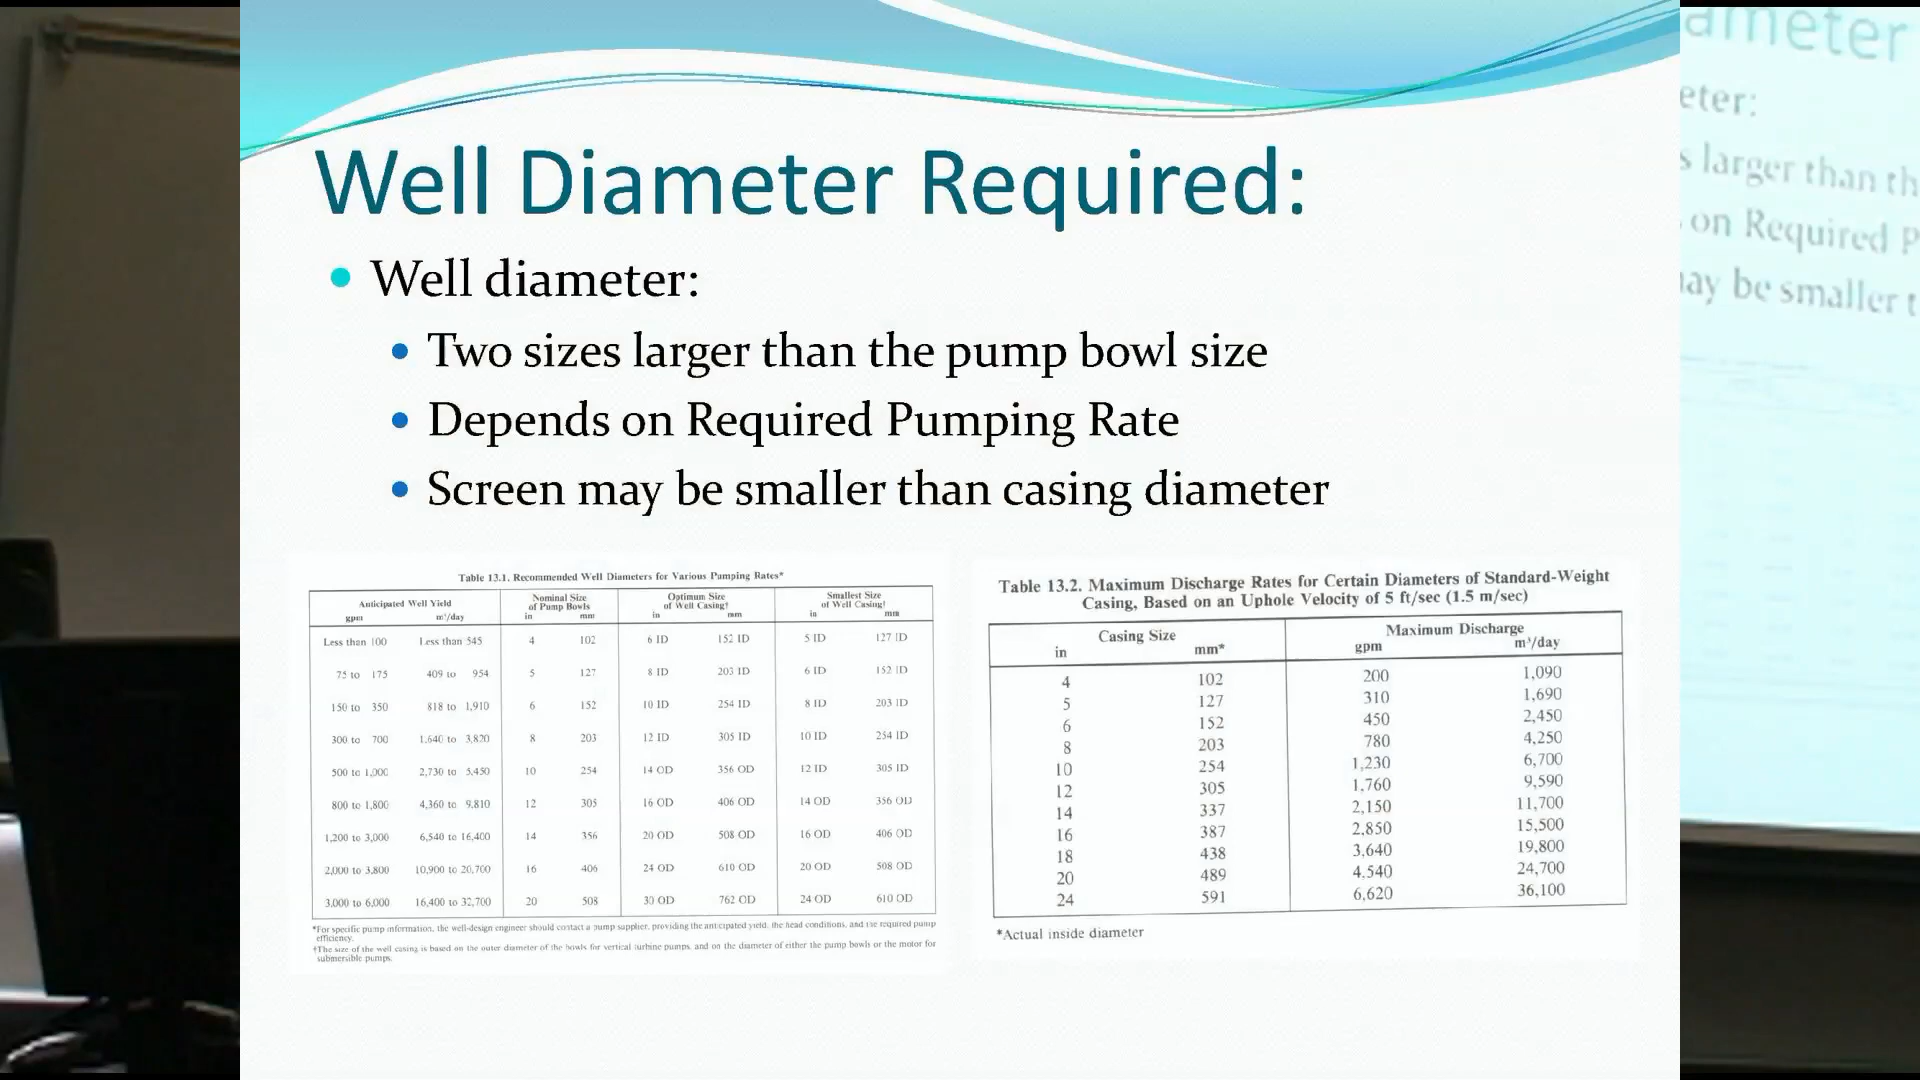 Well Diameter Required:
Well diameter:
Two sizes larger than the pump bowl size
Depends on Required Pumping Rate
Screen may be smaller than casing diameter
Table 13.1. Recommended Well Diameters for Various Pumping Rates*
Anticipated Well Yield Nominal Size of Pump Bowls Optimum Size of Well Casing† Smallest Size of Well Casing†
gpm m³/day in mm in mm in mm
Less than 100 Less than 545 4 102 6 ID 152 ID 5 ID 127 ID
75 to 175 409 to 954 5 127 8 ID 203 ID 6 ID 152 ID
150 to 350 818 to 1,910 6 152 10 ID 254 ID 8 ID 203 ID
300 to 700 1,640 to 3,820 8 203 12 ID 305 ID 10 ID 254 ID
500 to 1,000 2,730 to 5,450 10 254 14 OD 356 OD 12 ID 305 ID
800 to 1,800 4,360 to 9,810 12 305 16 OD 406 OD 14 OD 356 OD
1,200 to 3,000 6,540 to 16,400 14 356 20 OD 508 OD 16 OD 406 OD
2,000 to 3,800 10,900 to 20,700 16 406 24 OD 610 OD 20 OD 508 OD
3,000 to 6,000 16,400 to 32,700 20 508 30 OD 762 OD 24 OD 610 OD
*For specific pump information, the well-design engineer should contact a pump supplier, providing the anticipated yield, the head conditions, and the required pump
efficiency.
†The size of the well casing is based on the outer diameter of the bowls for vertical turbine pumps, and on the diameter of either the pump bowls or the motor for
submersible pumps.
Table 13.2. Maximum Discharge Rates for Certain Diameters of Standard-Weight
Casing, Based on an Uphole Velocity of 5 ft/sec (1.5 m/sec)
Casing Size Maximum Discharge
in mm* gpm m³/day
4 102 200 1,090
5 127 310 1,690
6 152 450 2,450
8 203 780 4,250
10 254 1,230 6,700
12 305 1,760 9,590
14 337 2,150 11,700
16 387 2,850 15,500
18 438 3,640 19,800
20 489 4.540 24,700
24 591 6,620 36,100
*Actual inside diameter
ameter
eter:
s larger than th
on Required P
ay be smaller t